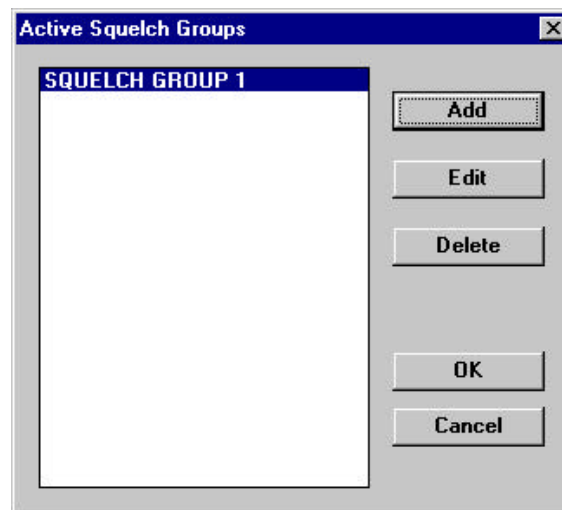 Active Squelch Groups
SQUELCH GROUP 1
Add
Edit
Delete
OK
Cancel